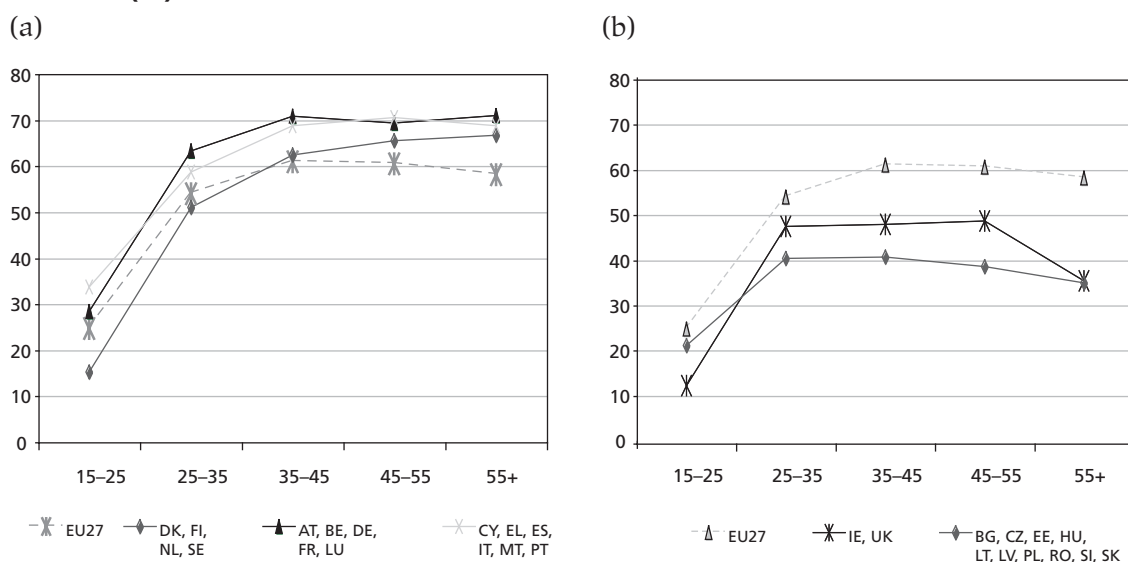 (a)
80
70
60
50
40
30
20
10
0
15–25 25–35 35–45 45–55 55+
EU27 DK, FI, AT, BE, DE, CY, EL, ES,
NL, SE FR, LU IT, MT, PT
(b)
80
70
60
50
40
30
20
10
0
15–25 25–35 35–45 45–55 55+
EU27 IE, UK BG, CZ, EE, HU,
LT, LV, PL, RO, SI, SK